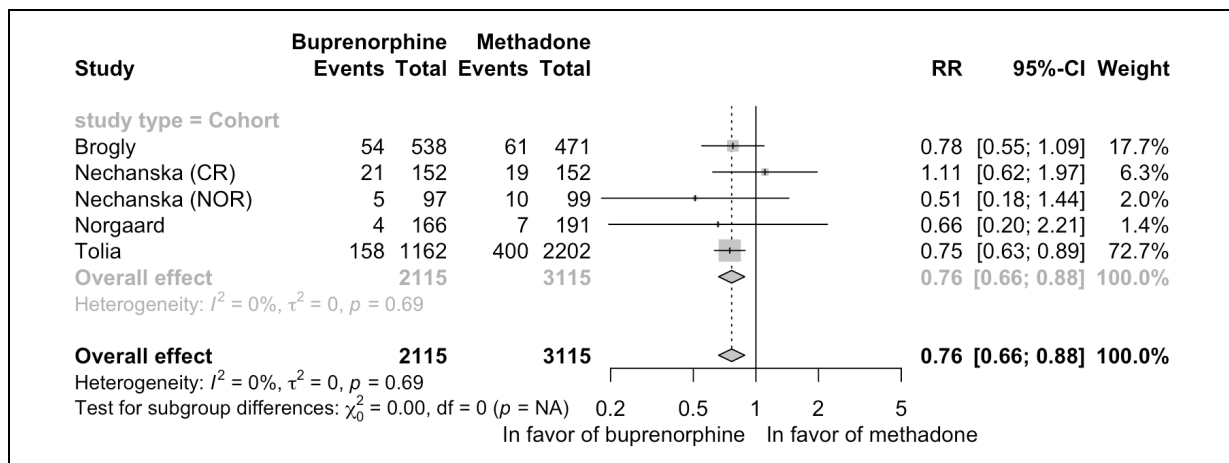 Buprenorphine Methadone
Study Events Total Events Total RR 95%-CI Weight
study type = Cohort
Brogly 54 538 61 471 0.78 [0.55; 1.09] 17.7%
Nechanska (CR) 21 152 19 152 1.11 [0.62; 1.97] 6.3%
Nechanska (NOR) 5 97 10 99 0.51 [0.18; 1.44] 2.0%
Norgaard 4 166 7 191 0.66 [0.20; 2.21] 1.4%
Tolia 158 1162 400 2202 0.75 [0.63; 0.89] 72.7%
Overall effect 2115 3115 0.76 [0.66; 0.88] 100.0%
Heterogeneity: I² = 0%, τ² = 0, p = 0.69
Overall effect 2115 3115 0.76 [0.66; 0.88] 100.0%
Heterogeneity: I² = 0%, τ² = 0, p = 0.69
Test for subgroup differences: χ²₀ = 0.00, df = 0 (p = NA)
0.2 0.5 1 2 5
In favor of buprenorphine In favor of methadone